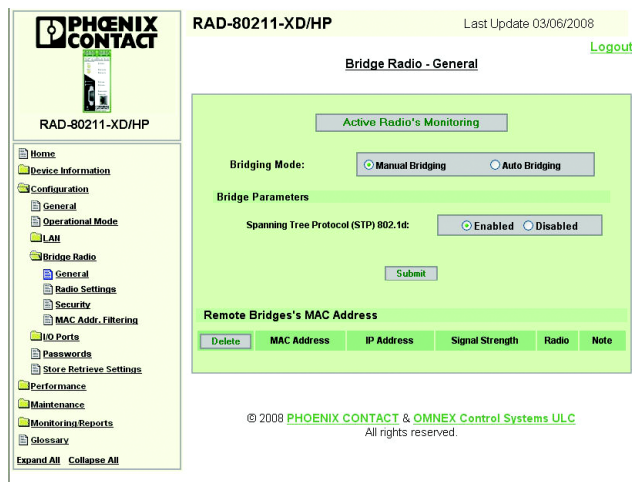 PHŒNIX
CONTACT
RAD-80211-XD/HP
Home
Device Information
Configuration
General
Operational Mode
LAN
Bridge Radio
General
Radio Settings
Security
MAC Addr. Filtering
I/O Ports
Passwords
Store Retrieve Settings
Performance
Maintenance
Monitoring/Reports
Glossary
Expand All Collapse All
RAD-80211-XD/HP Last Update 03/06/2008
Logout
Bridge Radio - General
Active Radio's Monitoring
Bridging Mode: Manual Bridging Auto Bridging
Bridge Parameters
Spanning Tree Protocol (STP) 802.1d: Enabled Disabled
Submit
Remote Bridges's MAC Address
Delete MAC Address IP Address Signal Strength Radio Note
© 2008 PHOENIX CONTACT & OMNEX Control Systems ULC
All rights reserved.